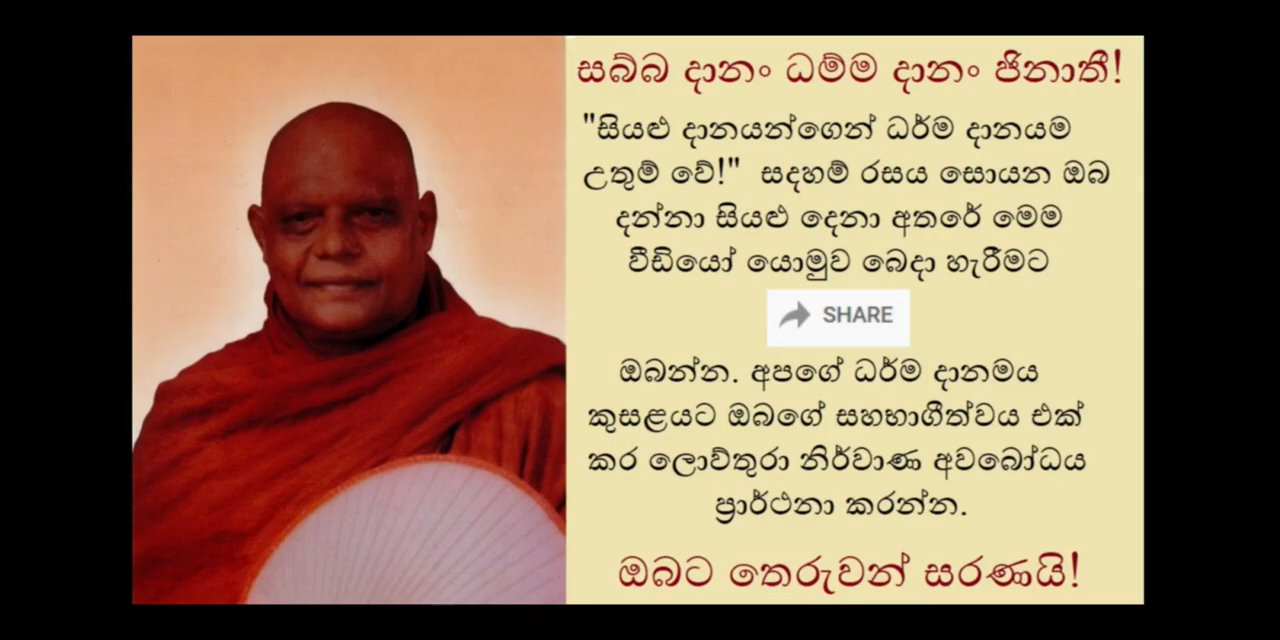 සබ්බ දානං ධම්ම දානං ජිනාතී!
"සියළු දානයන්ගෙන් ධර්ම දානයම
උතුම් වේ!" සදහම් රසය සොයන ඔබ
දන්නා සියළු දෙනා අතරේ මෙම
වීඩියෝ යොමුව බෙදා හැරීමට
SHARE
ඔබන්න. අපගේ ධර්ම දානමය
කුසළයට ඔබගේ සහභාගීත්වය එක්
කර ලොව්තුරා නිර්වාණ අවබෝධය
ප්‍රාර්ථනා කරන්න.
ඔබට තෙරුවන් සරණයි!